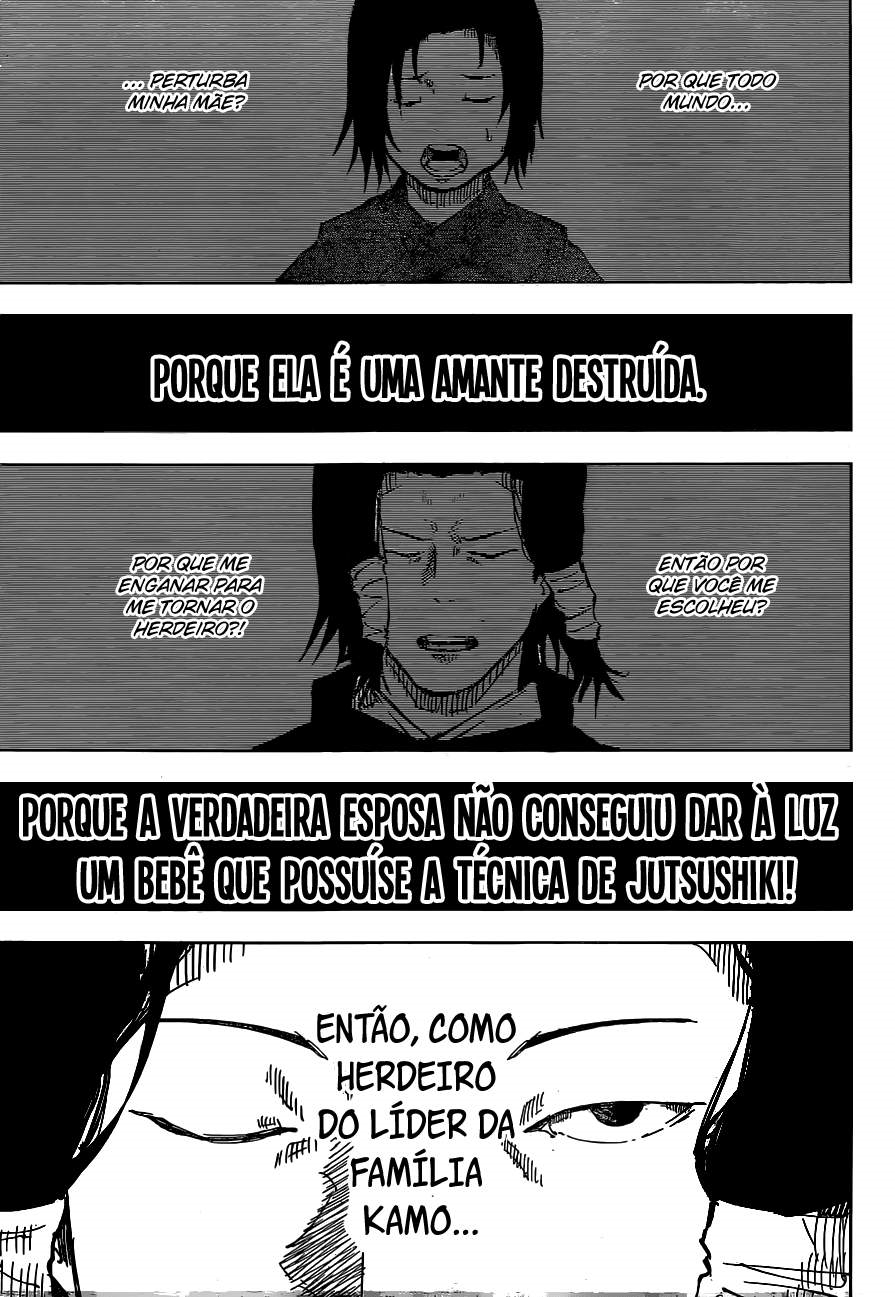 POR QUE TODO
MUNDO...
... PERTURBA
MINHA MÃE?
PORQUE ELA É UMA AMANTE DESTRUÍDA.
ENTÃO POR
QUE VOCÊ ME
ESCOLHEU?
POR QUE ME
ENGANAR PARA
ME TORNAR O
HERDEIRO?!
PORQUE A VERDADEIRA ESPOSA NÃO CONSEGUIU DAR À LUZ
UM BEBÊ QUE POSSUÍSE A TÉCNICA DE JUTSUSHIKI!
ENTÃO, COMO
HERDEIRO
DO LÍDER DA
FAMÍLIA
KAMO...